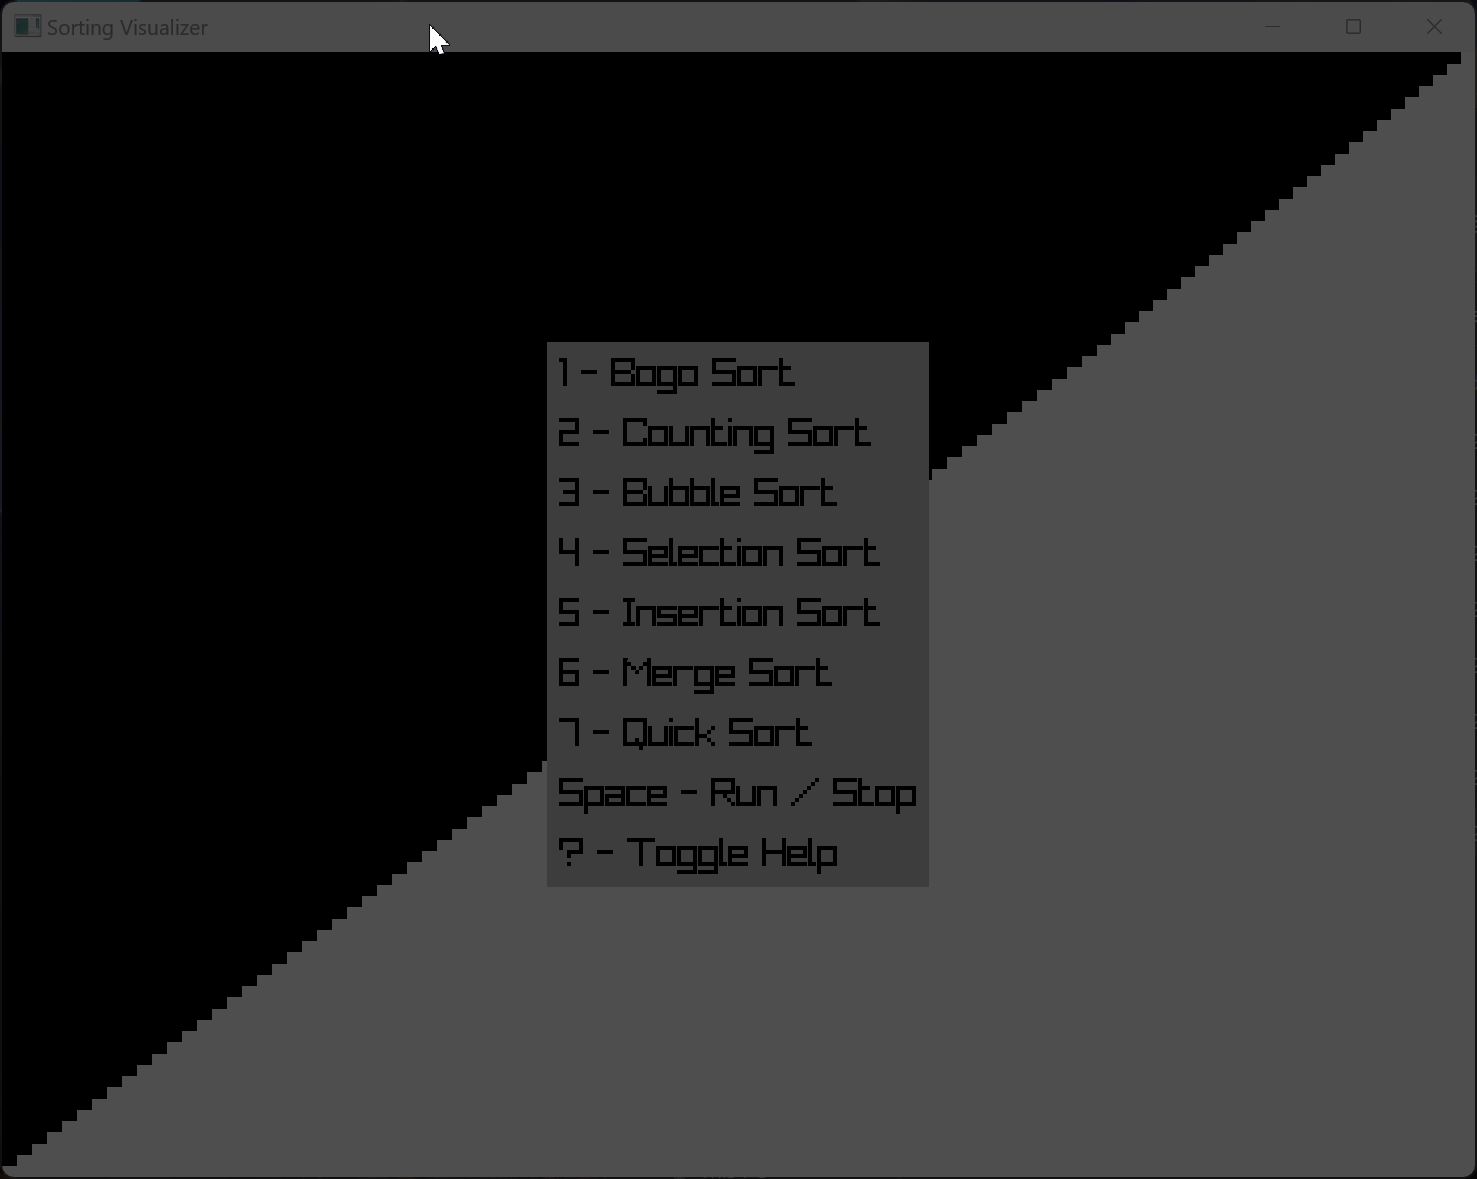 Sorting Visualizer
1 - Bogo Sort
2 - Counting Sort
3 - Bubble Sort
4 - Selection Sort
5 - Insertion Sort
6 - Merge Sort
7 - Quick Sort
Space - Run / Stop
? - Toggle Help